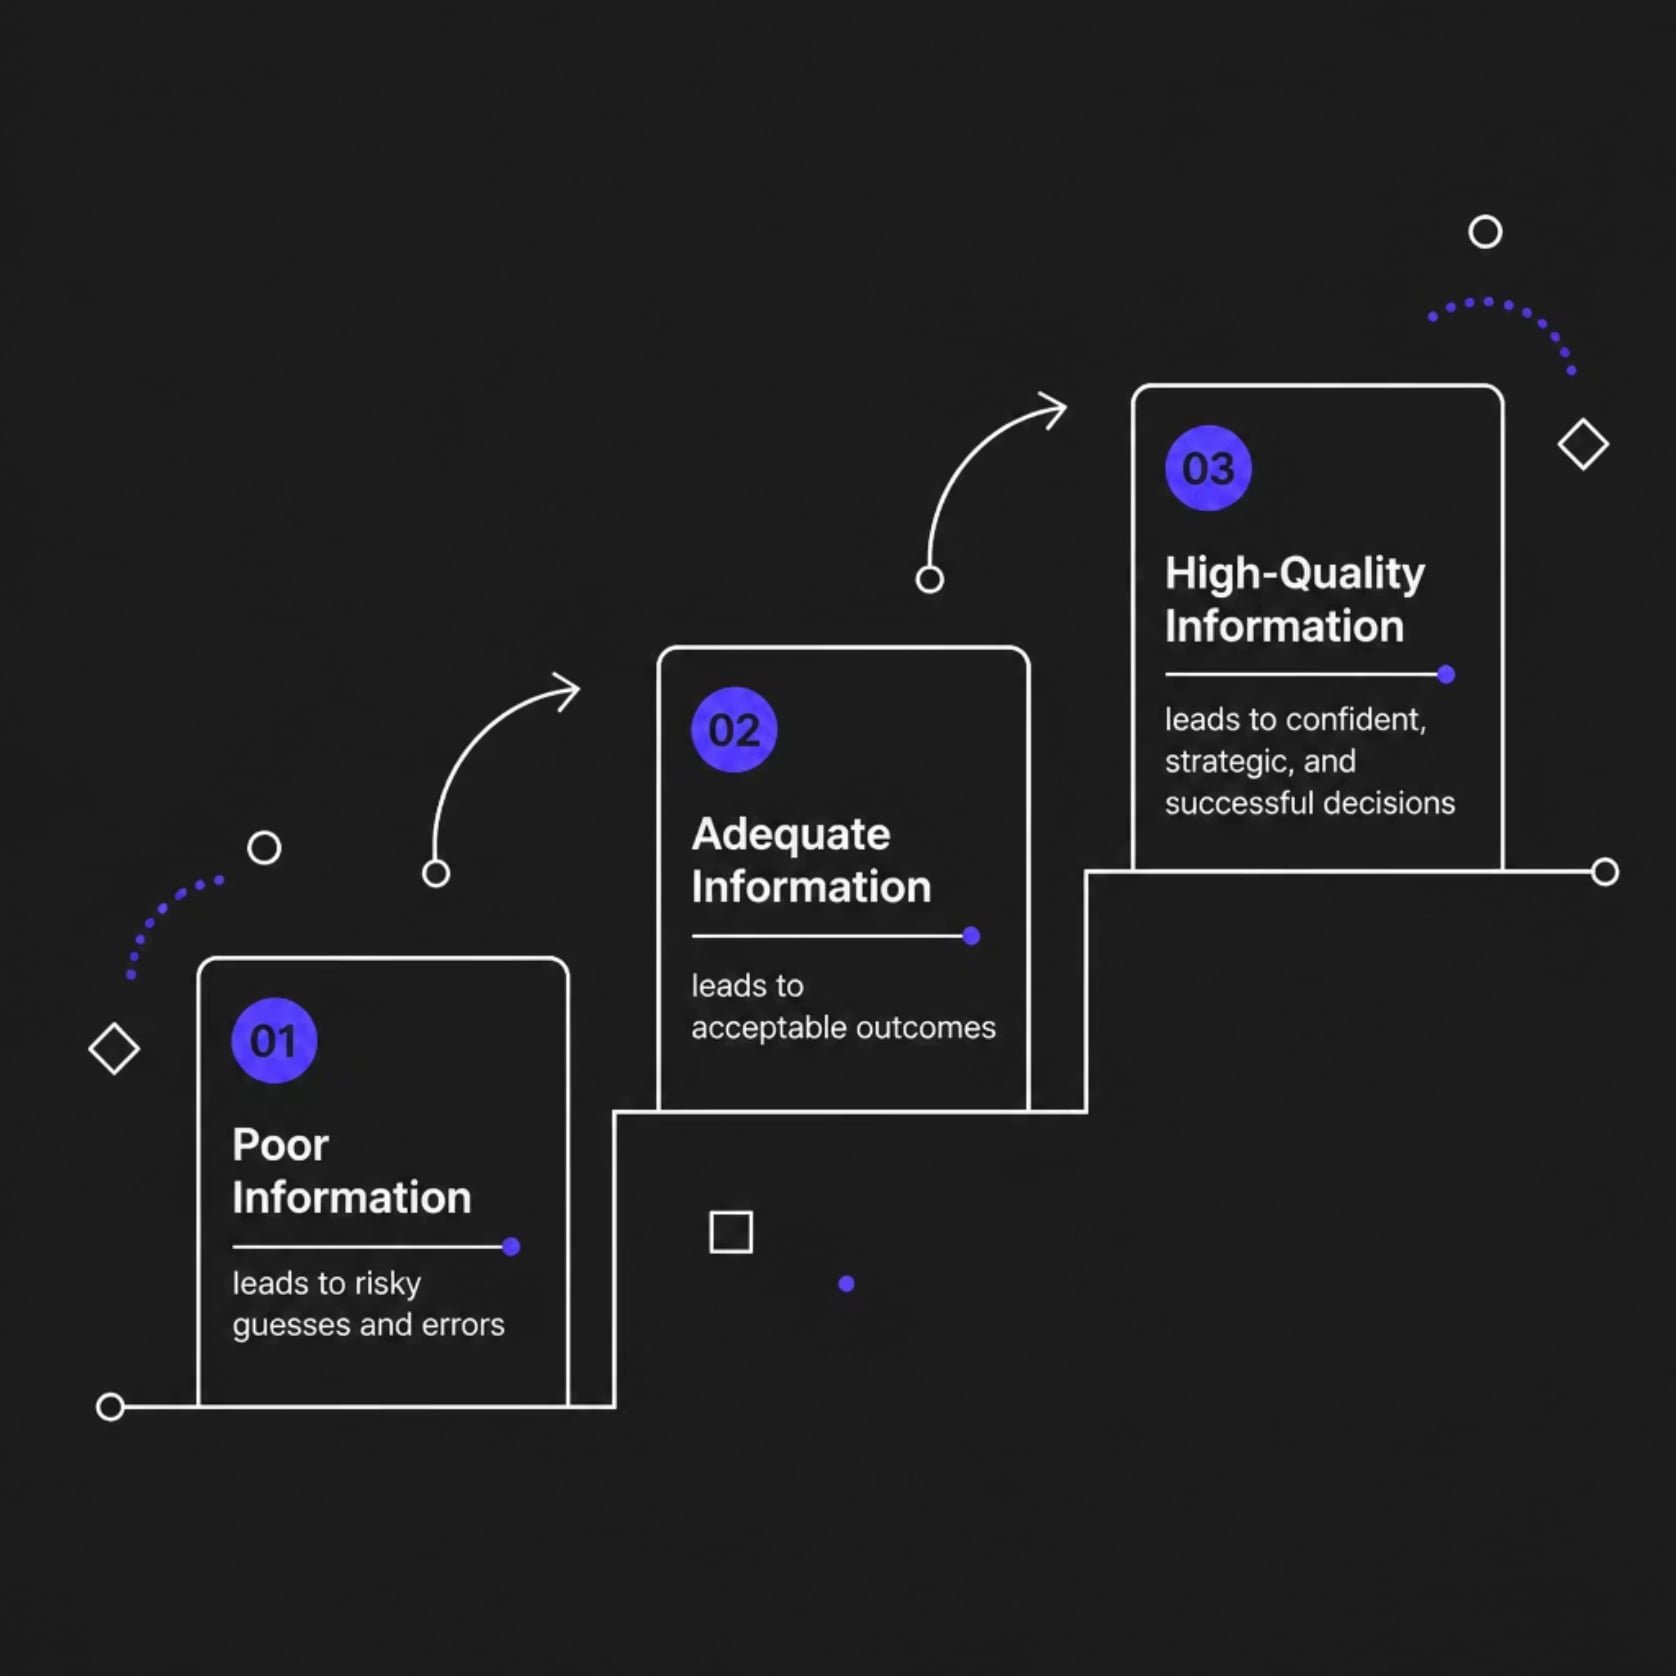 01
Poor
Information
leads to risky
guesses and errors
02
Adequate
Information
leads to
acceptable outcomes
03
High-Quality
Information
leads to confident,
strategic, and
successful decisions